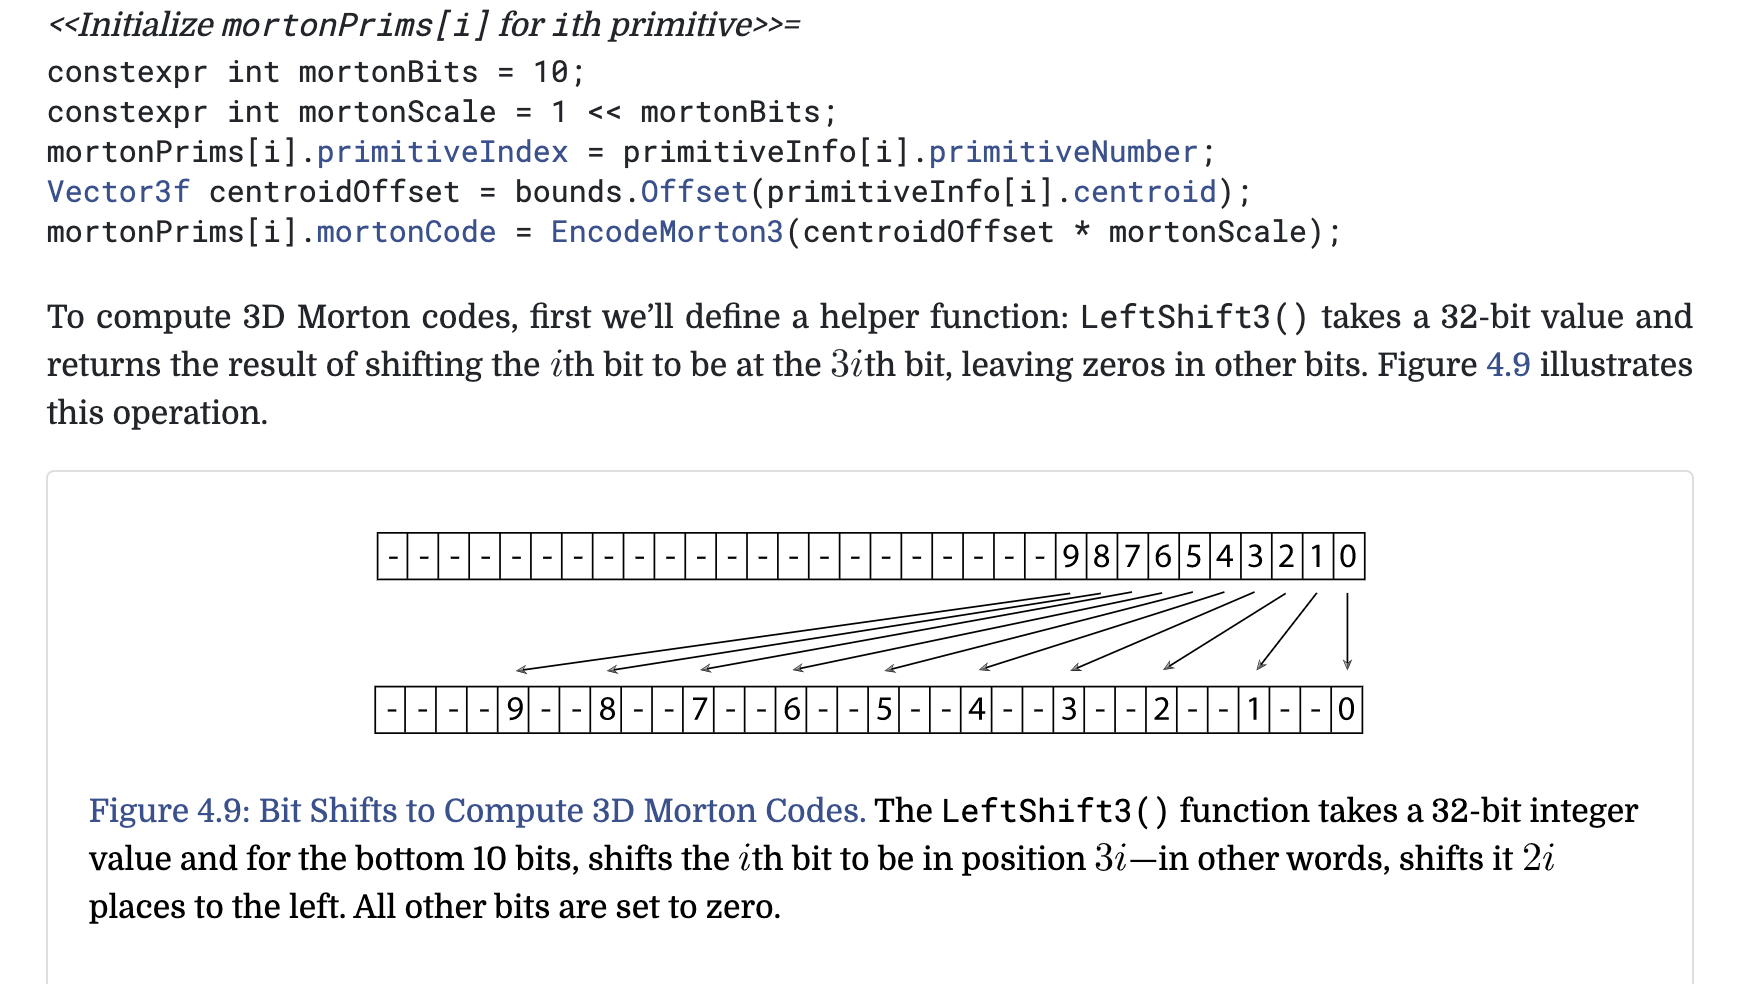 <<Initialize mortonPrims[i] for ith primitive>>=
constexpr int mortonBits = 10;
constexpr int mortonScale = 1 << mortonBits;
mortonPrims[i].primitiveIndex = primitiveInfo[i].primitiveNumber;
Vector3f centroidOffset = bounds.Offset(primitiveInfo[i].centroid);
mortonPrims[i].mortonCode = EncodeMorton3(centroidOffset * mortonScale);
To compute 3D Morton codes, first we’ll define a helper function: LeftShift3() takes a 32-bit value and
returns the result of shifting the ith bit to be at the 3ith bit, leaving zeros in other bits. Figure 4.9 illustrates
this operation.
- - - - - - - - - - - - - - - - - - - - - - 9 8 7 6 5 4 3 2 1 0
- - - - 9 - - 8 - - 7 - - 6 - - 5 - - 4 - - 3 - - 2 - - 1 - - 0
Figure 4.9: Bit Shifts to Compute 3D Morton Codes. The LeftShift3() function takes a 32-bit integer
value and for the bottom 10 bits, shifts the ith bit to be in position 3i—in other words, shifts it 2i
places to the left. All other bits are set to zero.